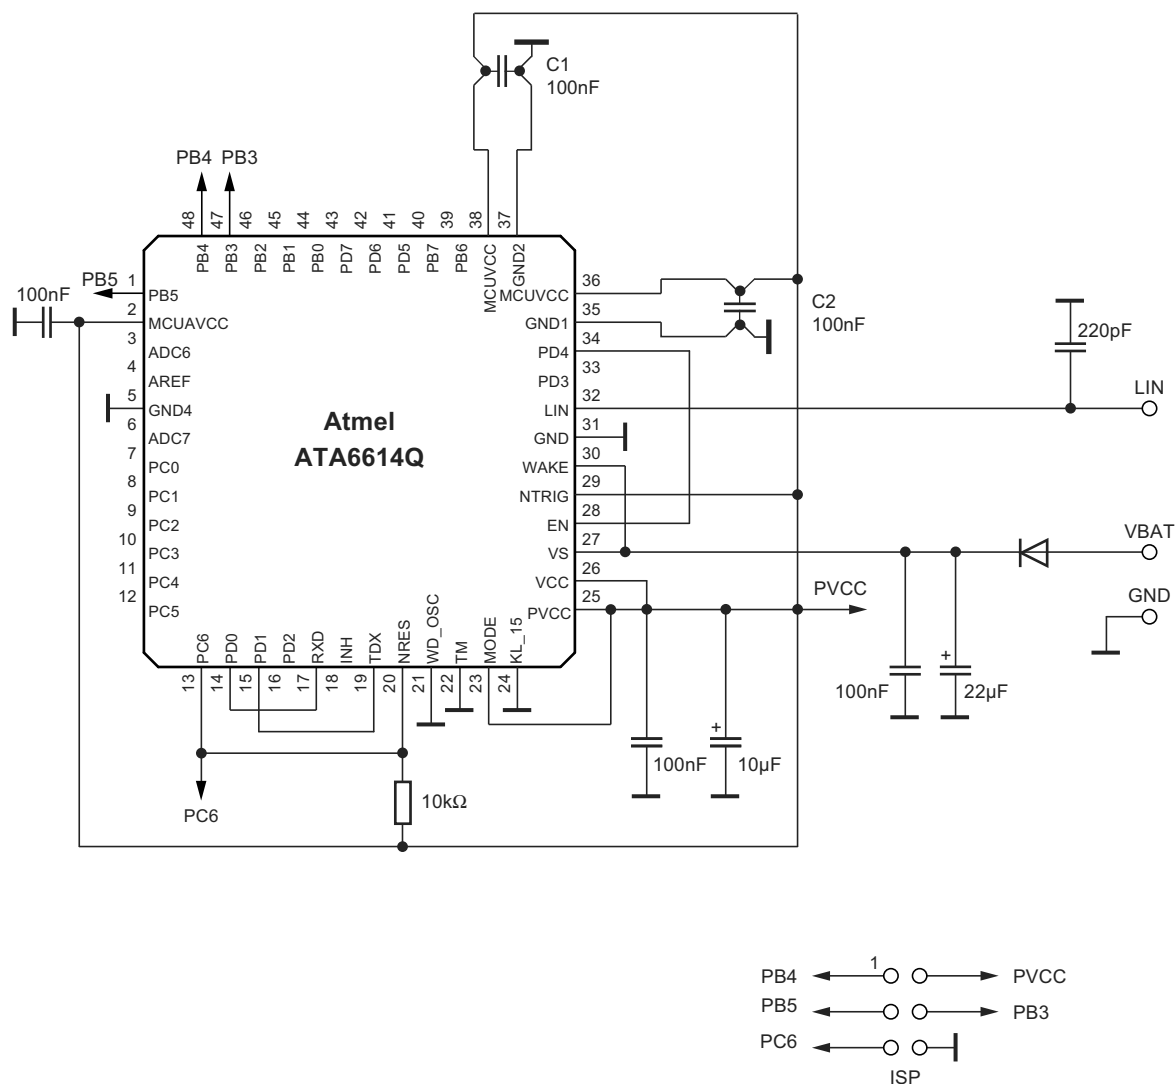 C1
100nF
PB4 PB3
48 47 46 45 44 43 42 41 40 39 38 37
PB4 PB3 PB2 PB1 PB0 PD7 PD6 PD5 PB7 PB6 MCUVCC GND2
PB5
100nF
1 PB5
2 MCUAVCC
3 ADC6
4 AREF
5 GND4
6 ADC7
7 PC0
8 PC1
9 PC2
10 PC3
11 PC4
12 PC5
Atmel
ATA6614Q
MCUVCC 36
GND1 35
PD4 34
PD3 33
LIN 32
GND 31
WAKE 30
NTRIG 29
EN 28
VS 27
VCC 26
PVCC 25
C2
100nF
220pF
LIN
VBAT
GND
PVCC
PC6 PD0 PD1 PD2 RXD INH TDX NRES WD_OSC TM MODE KL_15
13 14 15 16 17 18 19 20 21 22 23 24
100nF
+
22µF
100nF
+
10µF
10kΩ
PC6
PB4 1 PVCC
PB5 PB3
PC6
ISP